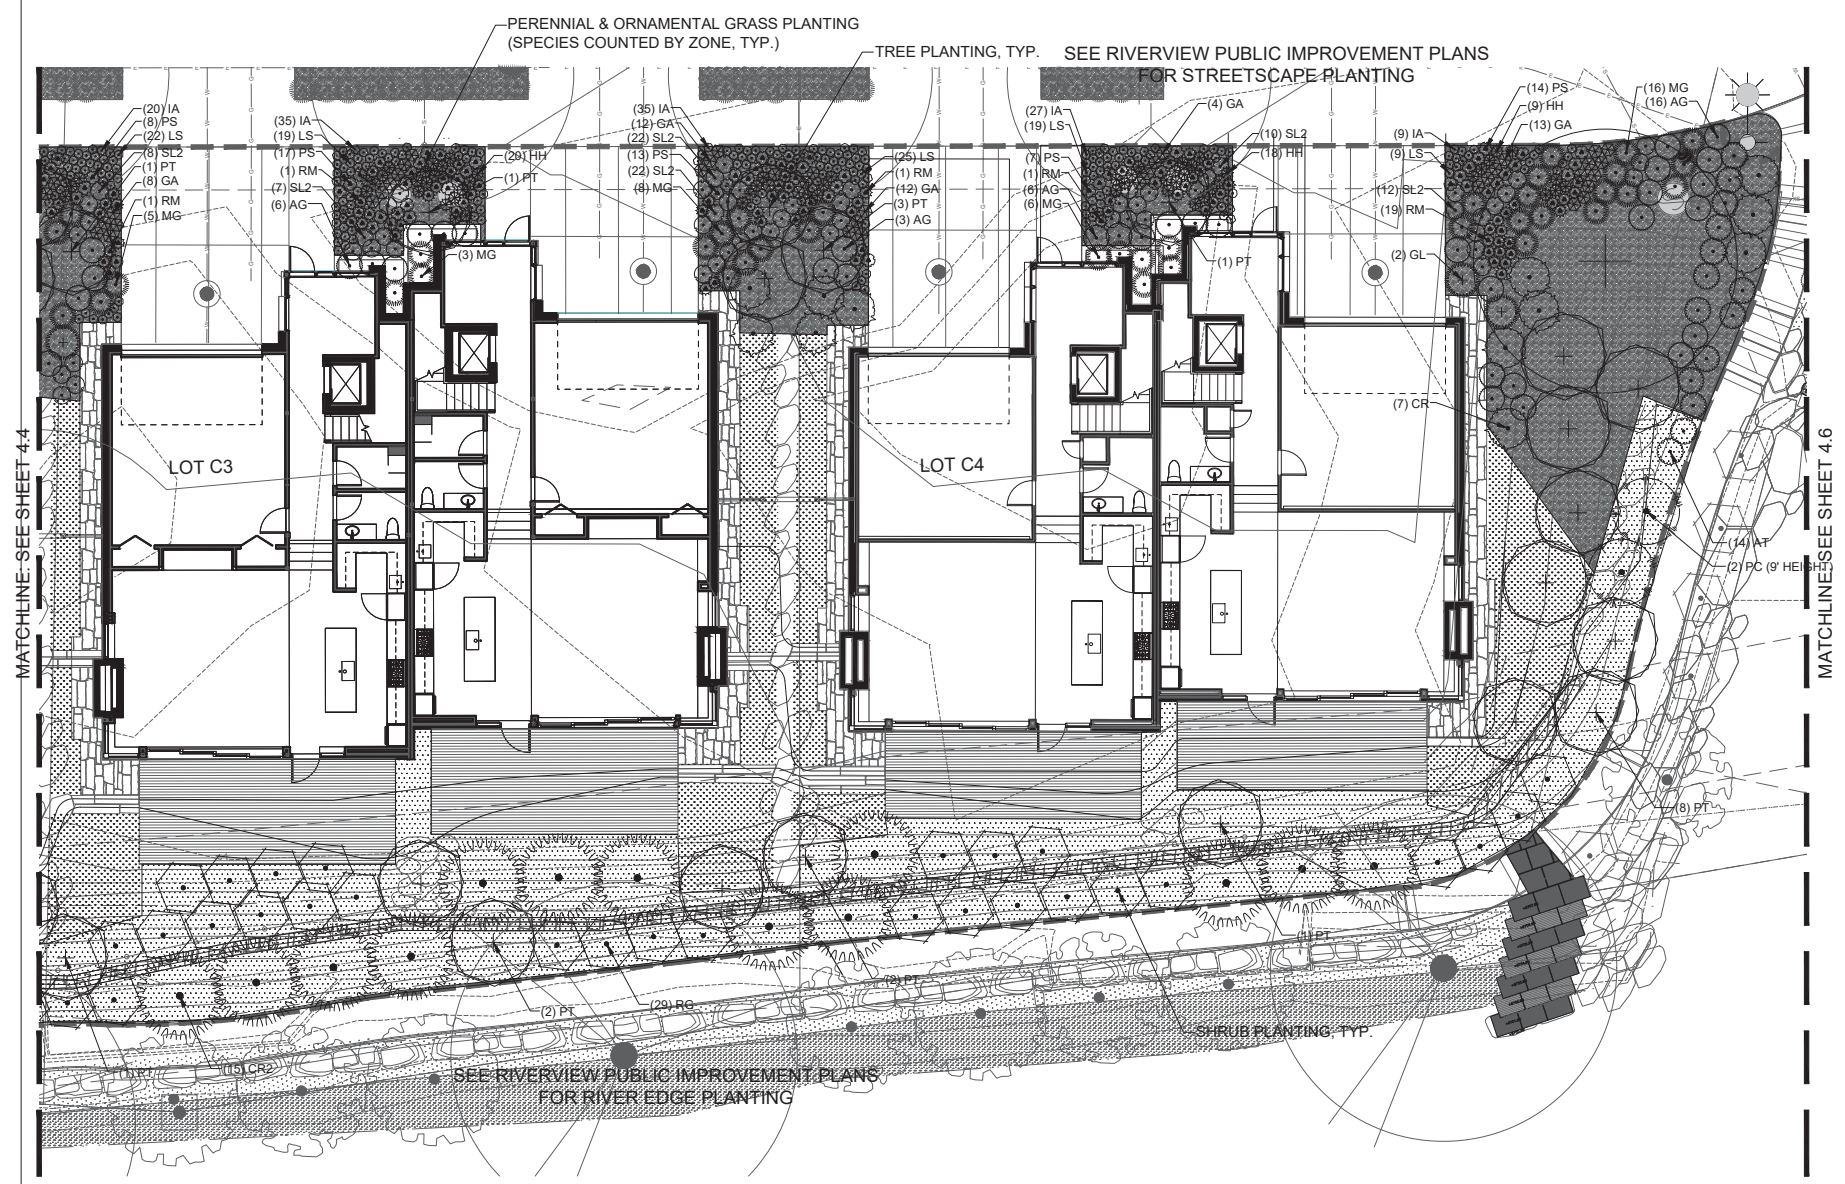 PERENNIAL & ORNAMENTAL GRASS PLANTING
(SPECIES COUNTED BY ZONE, TYP.)
TREE PLANTING, TYP.
SEE RIVERVIEW PUBLIC IMPROVEMENT PLANS
FOR STREETSCAPE PLANTING
(20) IA
(8) PS
(22) LS
(8) SL2
(1) PT
(8) GA
(1) RM
(5) MG
(35) IA
(19) LS
(17) PS
(1) RM
(7) SL2
(6) AG
(29) HH
(1) PT
(3) MG
(35) IA
(12) GA
(22) SL2
(13) PS
(22) SL2
(8) MG
(25) LS
(1) RM
(12) GA
(3) PT
(3) AG
(27) IA
(19) LS
(7) PS
(1) RM
(6) AG
(6) MG
(4) GA
(10) SL2
(18) HH
(1) PT
(9) IA
(9) LS
(12) SL2
(19) RM
(2) GL
(7) CR
(14) PS
(9) HH
(13) GA
(16) MG
(16) AG
LOT C3
LOT C4
MATCHLINE: SEE SHEET 4.4
MATCHLINE: SEE SHEET 4.6
(14) AT
(2) PC (9' HEIGHT)
(8) PT
(1) PT
(2) PT
(2) PT
(29) RG
SHRUB PLANTING, TYP.
(1) PT
(15) CR2
SEE RIVERVIEW PUBLIC IMPROVEMENT PLANS
FOR RIVER EDGE PLANTING